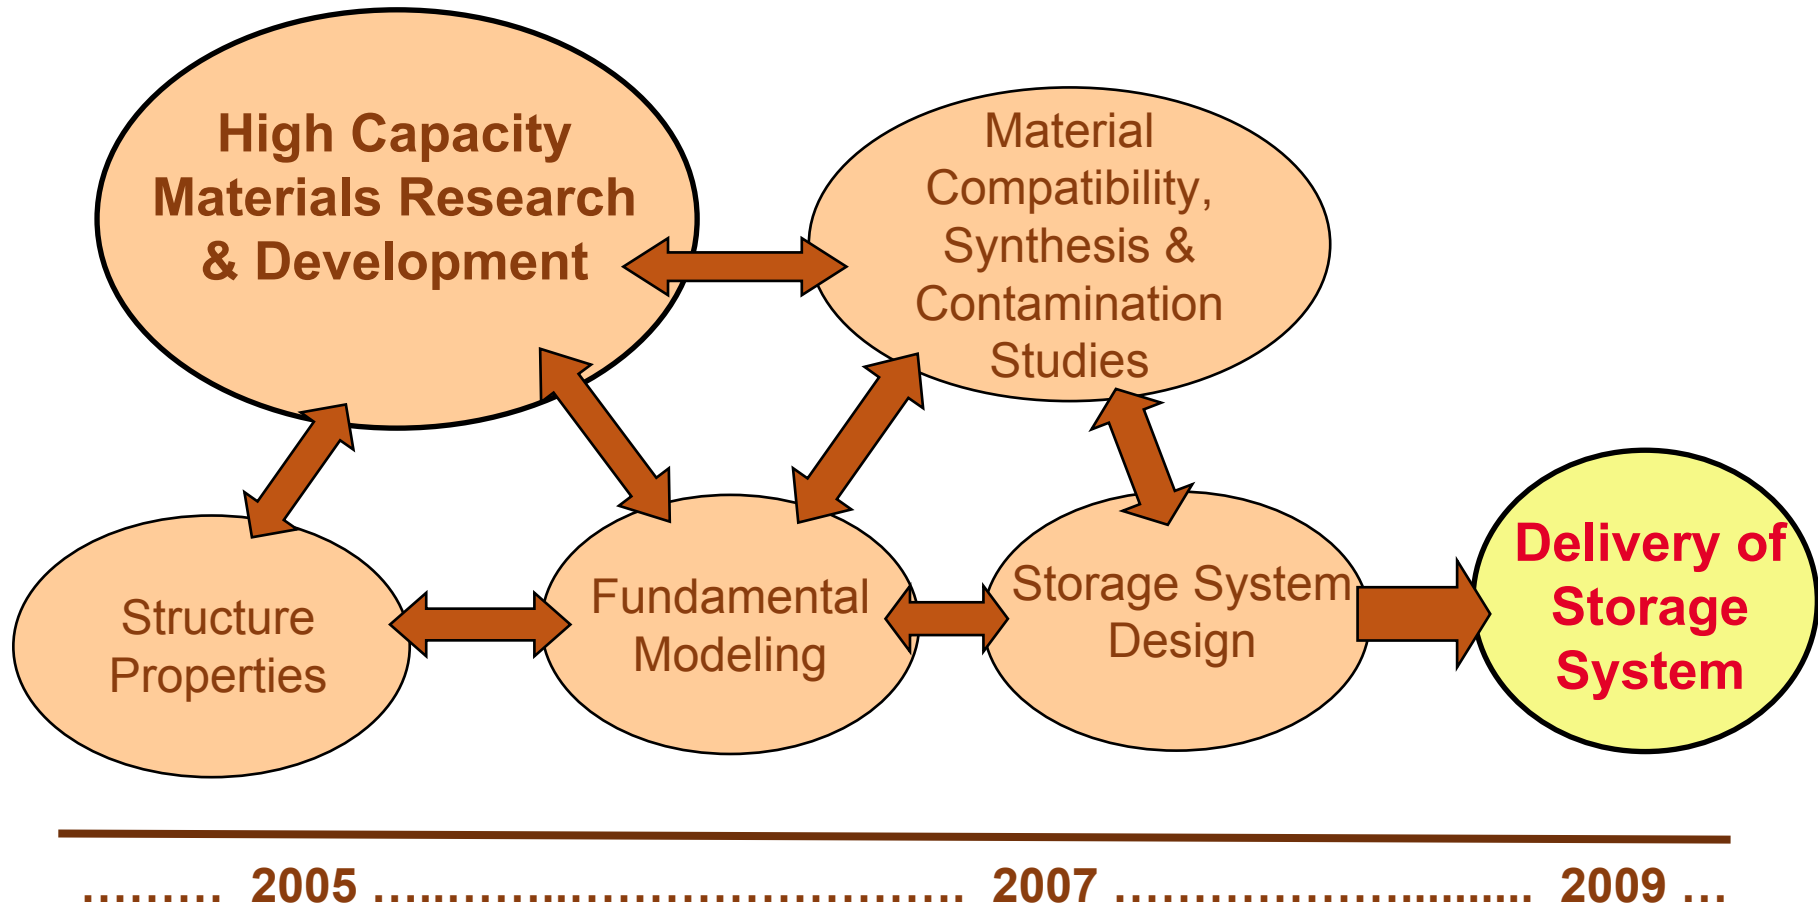 High Capacity
Materials Research
& Development
Material
Compatibility,
Synthesis &
Contamination
Studies
Structure
Properties
Fundamental
Modeling
Storage System
Design
Delivery of
Storage
System
……… 2005 …...……...………………………. 2007 ………………........... 2009 …